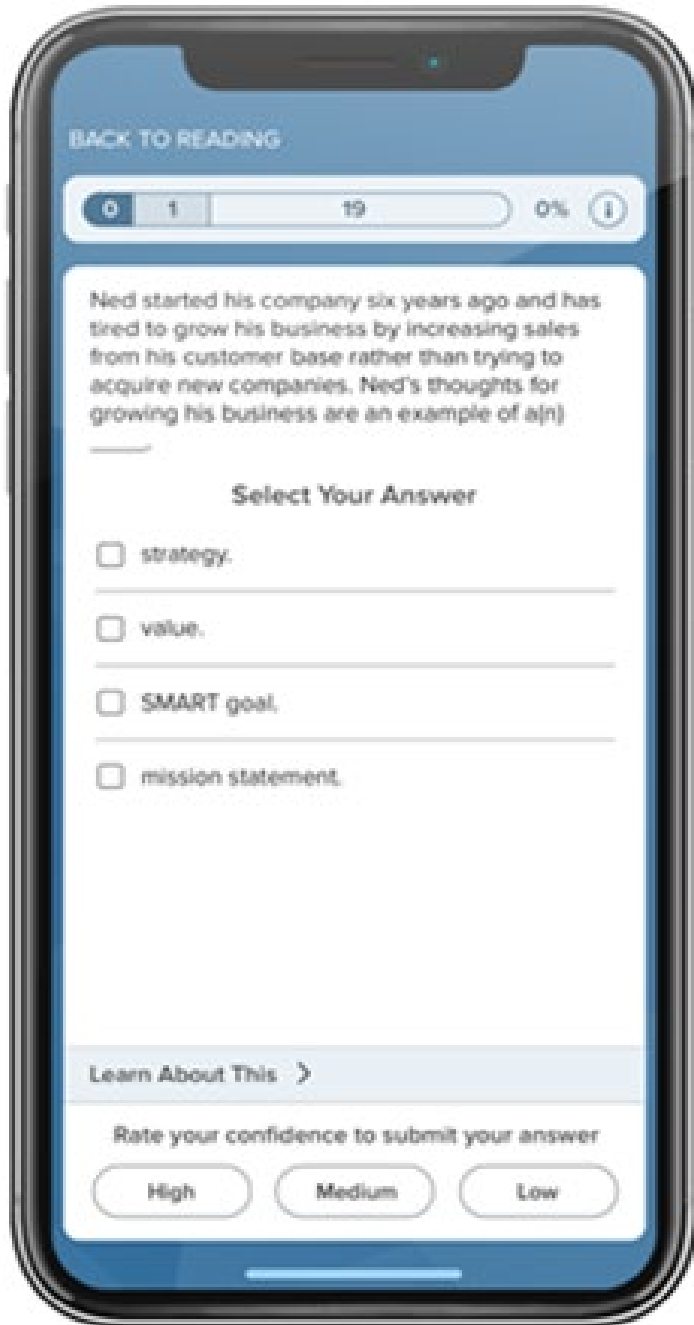 BACK TO READING
0 1 19 0% i
Ned started his company six years ago and has
tired to grow his business by increasing sales
from his customer base rather than trying to
acquire new companies. Ned's thoughts for
growing his business are an example of a(n)
_____.
Select Your Answer
strategy.
value.
SMART goal.
mission statement.
Learn About This >
Rate your confidence to submit your answer
High Medium Low